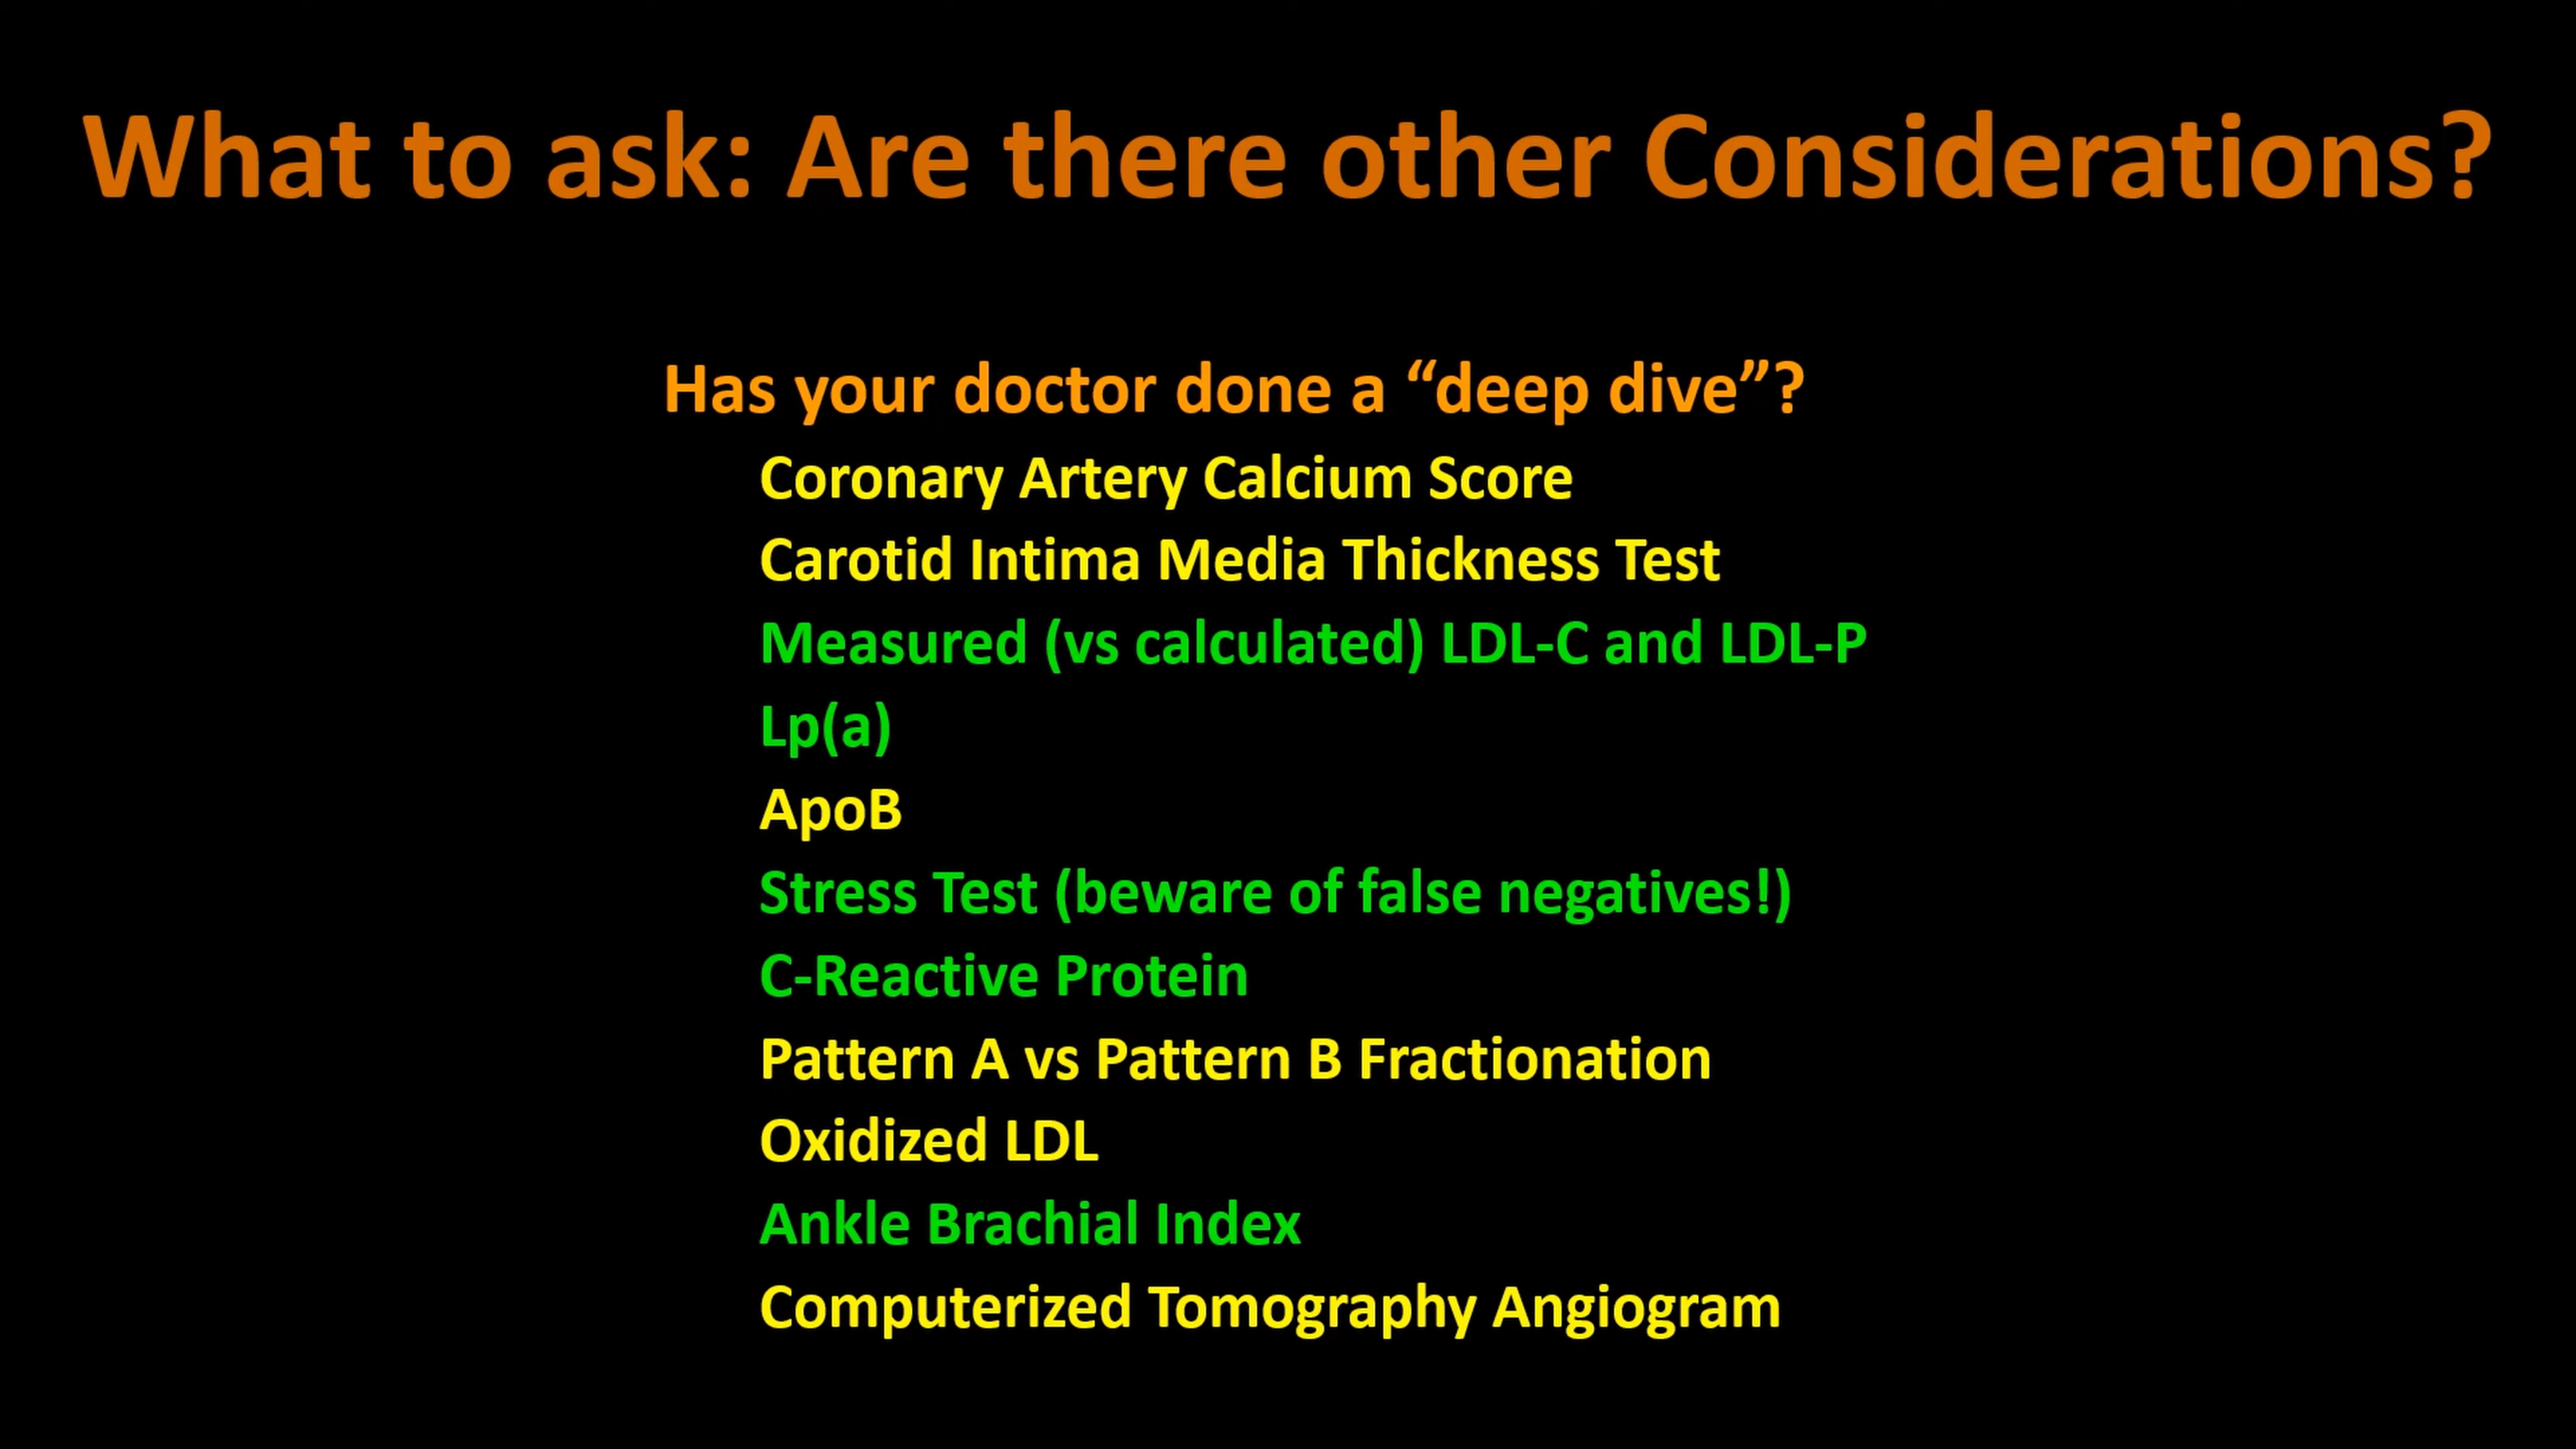 What to ask: Are there other Considerations?
Has your doctor done a “deep dive”?
Coronary Artery Calcium Score
Carotid Intima Media Thickness Test
Measured (vs calculated) LDL-C and LDL-P
Lp(a)
ApoB
Stress Test (beware of false negatives!)
C-Reactive Protein
Pattern A vs Pattern B Fractionation
Oxidized LDL
Ankle Brachial Index
Computerized Tomography Angiogram